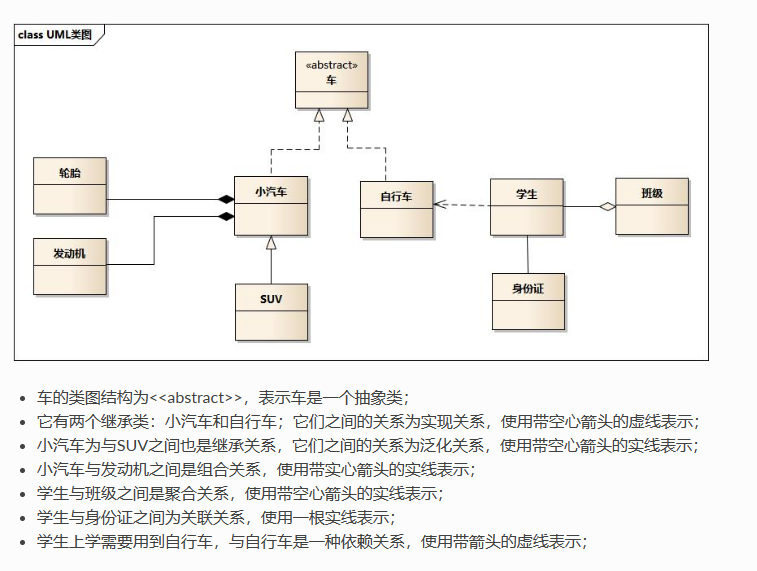 class UML类图
«abstract»
车
轮胎
小汽车
自行车
学生
班级
发动机
SUV
身份证
车的类图结构为<<abstract>>，表示车是一个抽象类；
它有两个继承类：小汽车和自行车；它们之间的关系为实现关系，使用带空心箭头的虚线表示；
小汽车为与SUV之间也是继承关系，它们之间的关系为泛化关系，使用带空心箭头的实线表示；
小汽车与发动机之间是组合关系，使用带实心箭头的实线表示；
学生与班级之间是聚合关系，使用带空心箭头的实线表示；
学生与身份证之间为关联关系，使用一根实线表示；
学生上学需要用到自行车，与自行车是一种依赖关系，使用带箭头的虚线表示；